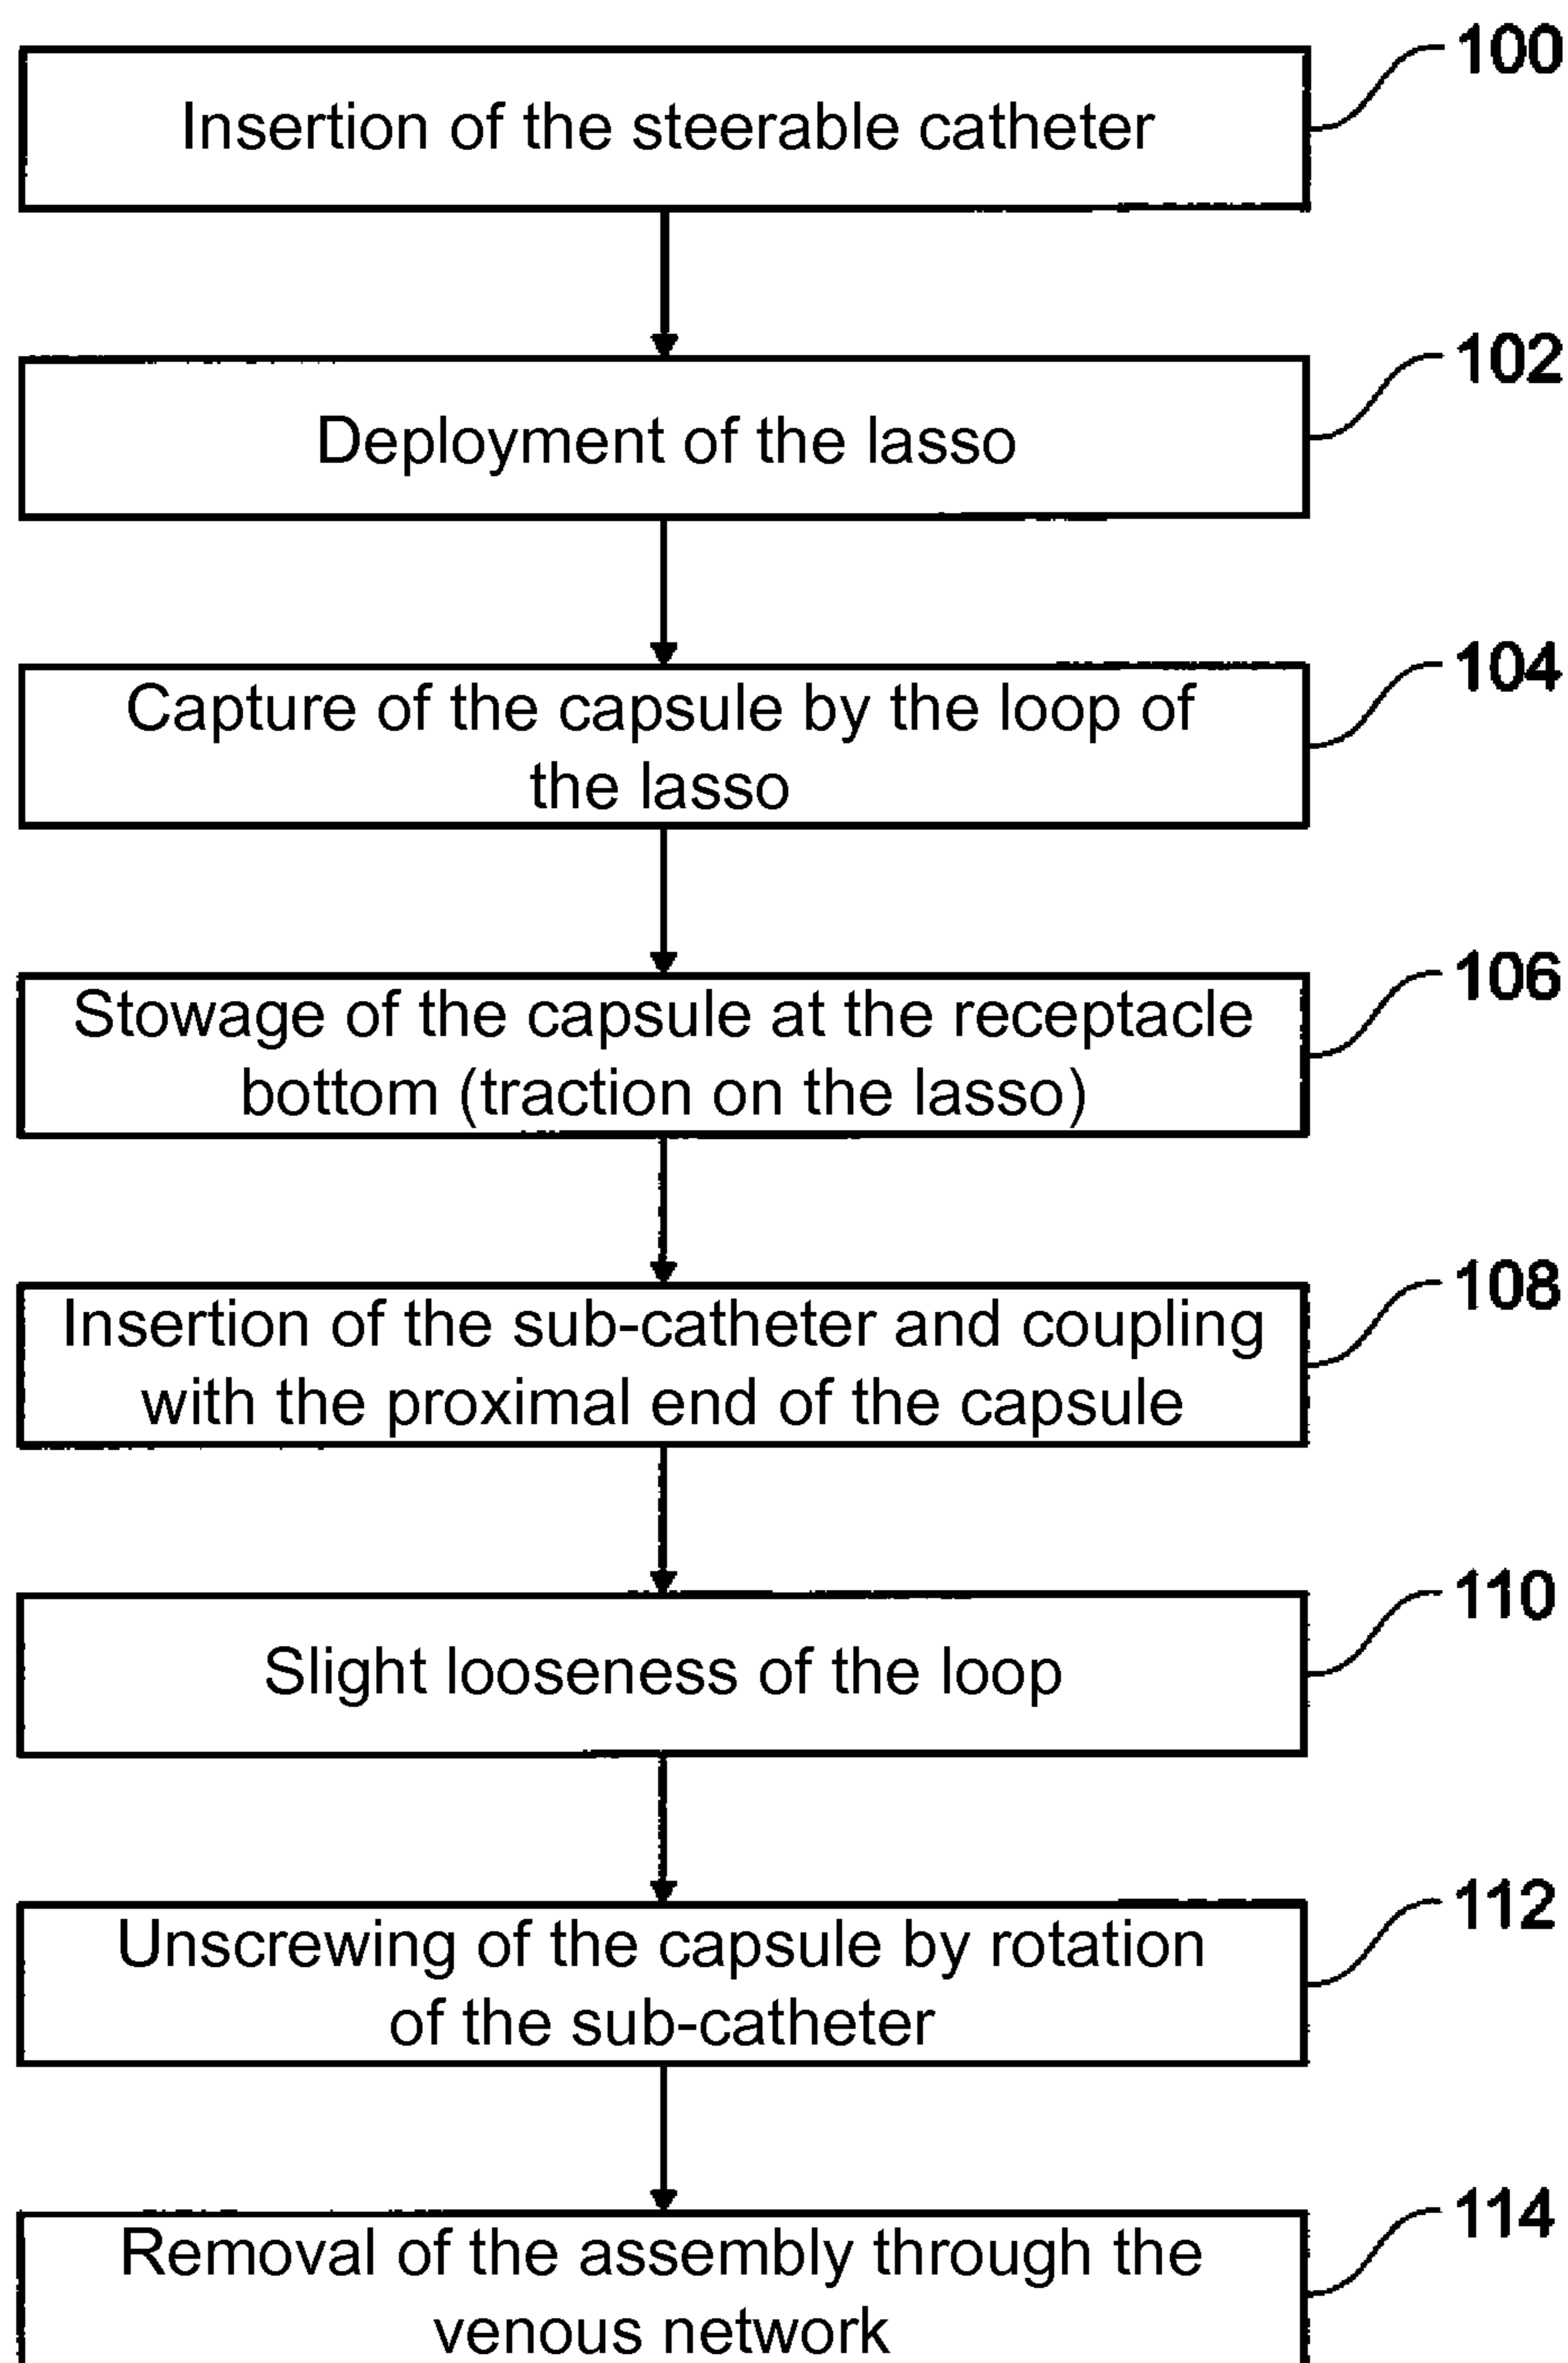 100
Insertion of the steerable catheter
102
Deployment of the lasso
104
Capture of the capsule by the loop of
the lasso
106
Stowage of the capsule at the receptacle
bottom (traction on the lasso)
108
Insertion of the sub-catheter and coupling
with the proximal end of the capsule
110
Slight looseness of the loop
112
Unscrewing of the capsule by rotation
of the sub-catheter
114
Removal of the assembly through the
venous network